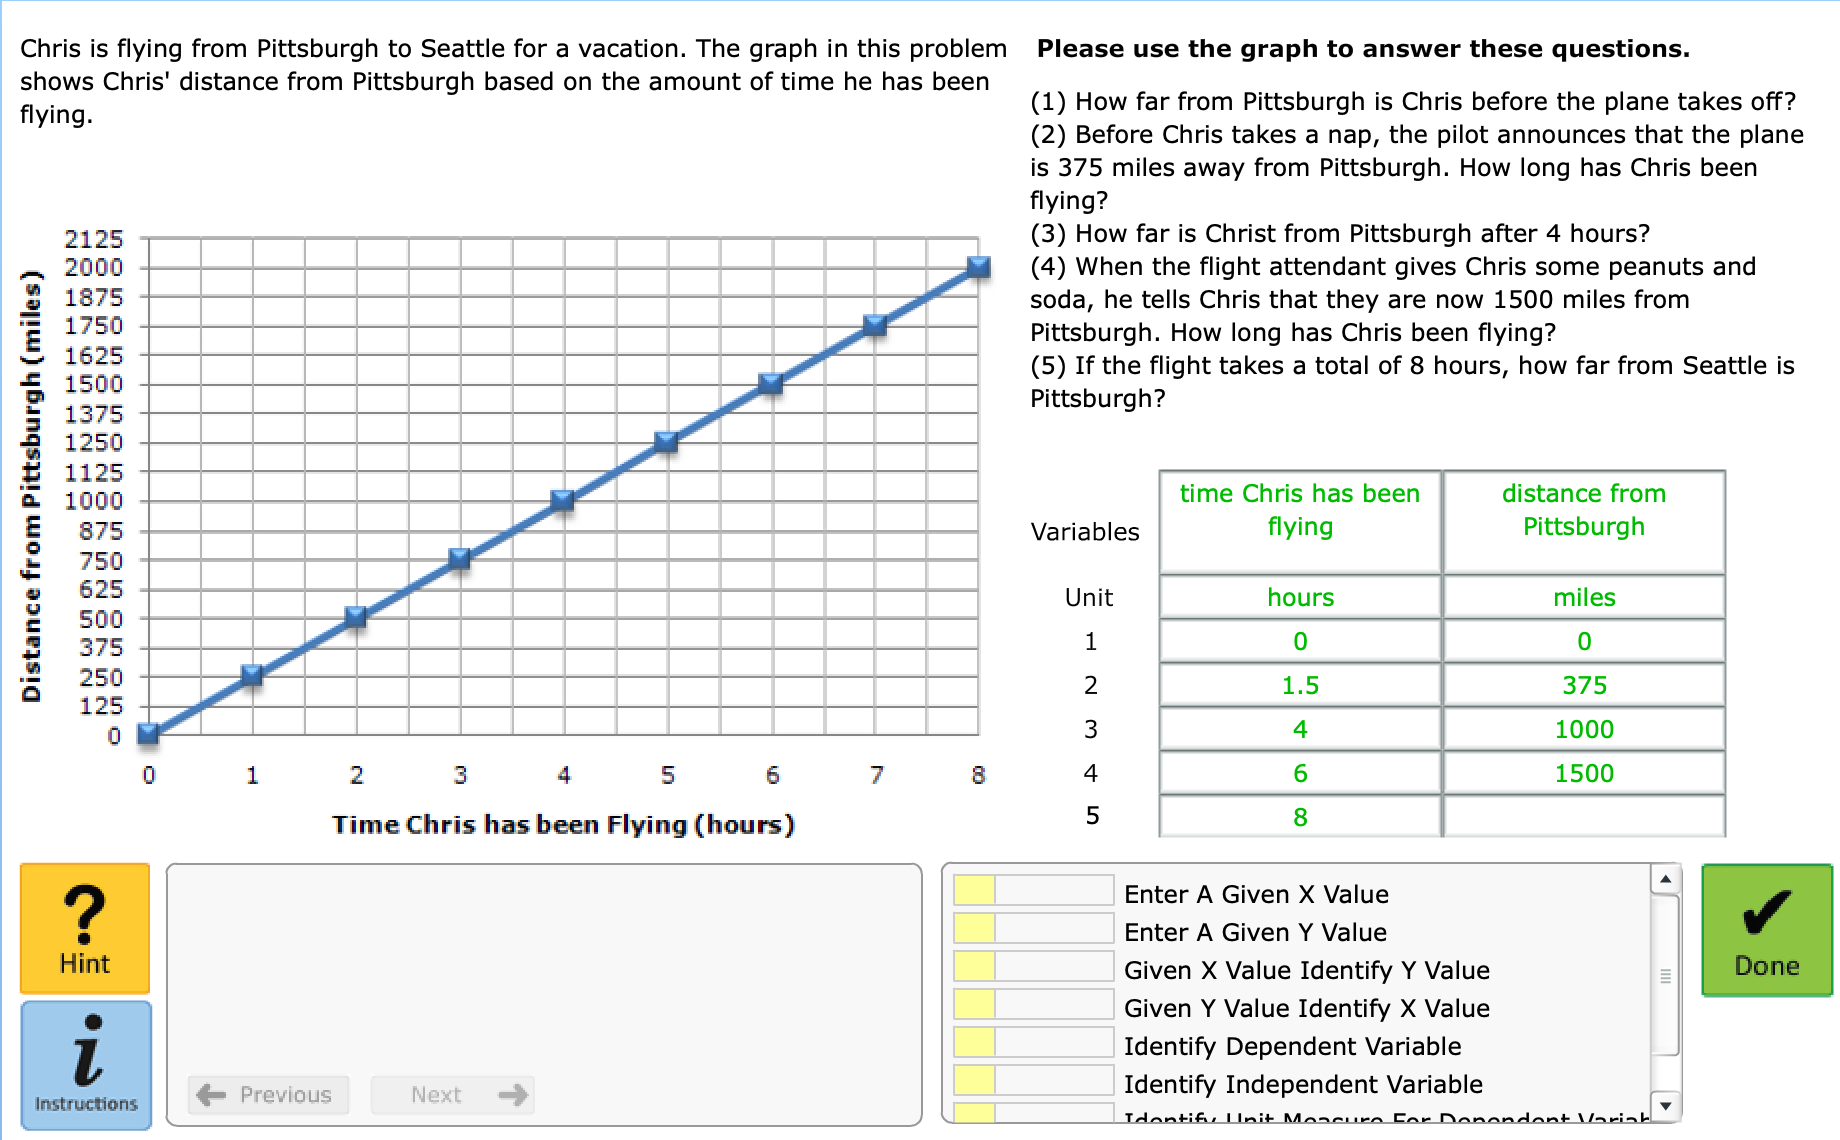 Chris is flying from Pittsburgh to Seattle for a vacation. The graph in this problem
shows Chris' distance from Pittsburgh based on the amount of time he has been
flying.
Please use the graph to answer these questions.
(1) How far from Pittsburgh is Chris before the plane takes off?
(2) Before Chris takes a nap, the pilot announces that the plane
is 375 miles away from Pittsburgh. How long has Chris been
flying?
(3) How far is Christ from Pittsburgh after 4 hours?
(4) When the flight attendant gives Chris some peanuts and
soda, he tells Chris that they are now 1500 miles from
Pittsburgh. How long has Chris been flying?
(5) If the flight takes a total of 8 hours, how far from Seattle is
Pittsburgh?
Distance from Pittsburgh (miles)
2125
2000
1875
1750
1625
1500
1375
1250
1125
1000
875
750
625
500
375
250
125
0
0 1 2 3 4 5 6 7 8
Time Chris has been Flying (hours)
Variables
time Chris has been
flying
distance from
Pittsburgh
Unit hours miles
1 0 0
2 1.5 375
3 4 1000
4 6 1500
5 8
? Hint
i Instructions
Previous Next
Enter A Given X Value
Enter A Given Y Value
Given X Value Identify Y Value
Given Y Value Identify X Value
Identify Dependent Variable
Identify Independent Variable
Identify Unit Measure For Dependent Variab
Done